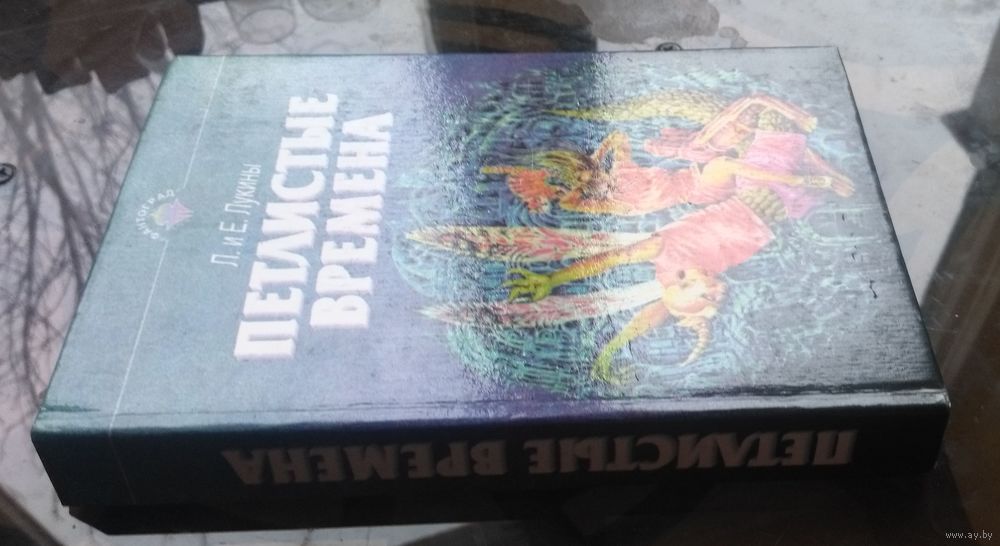 Л. и Е. Лукины
ПЕТЛИСТЫЕ
ВРЕМЕНА
ПЕТЛИСТЫЕ ВРЕМЕНА
www.ay.by